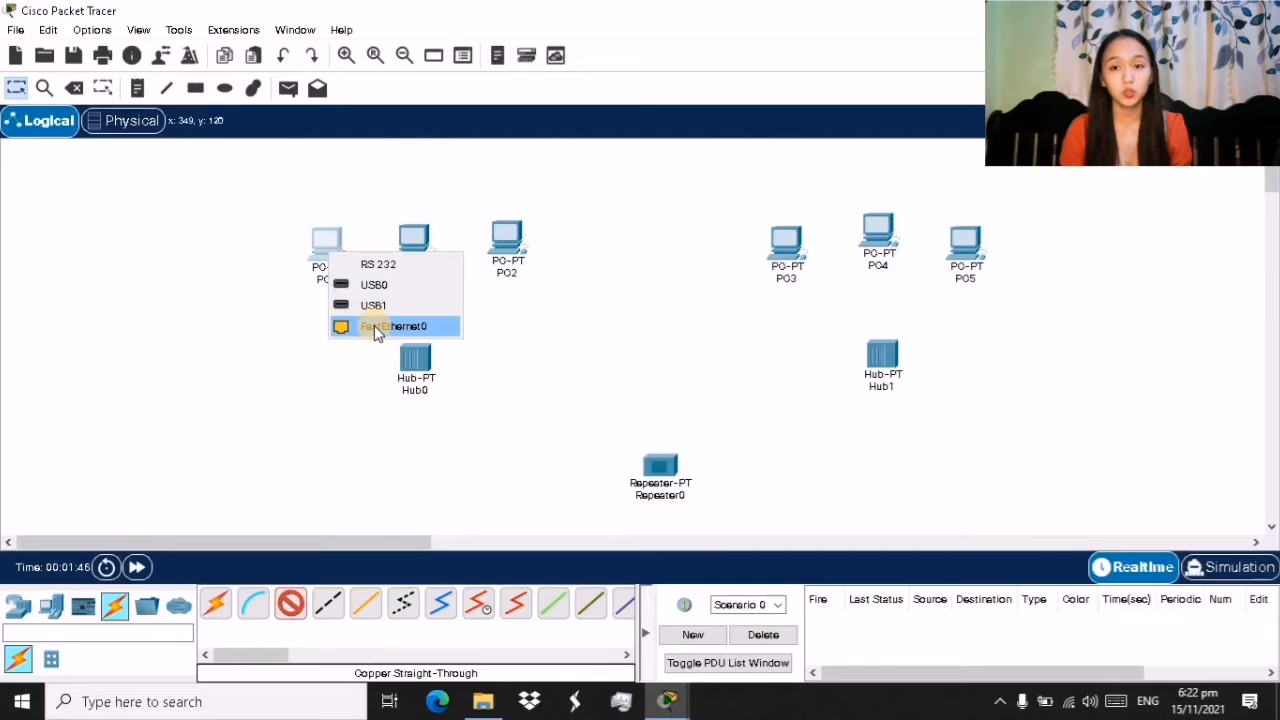 Cisco Packet Tracer
File Edit Options View Tools Extensions Window Help
Logical Physical x: 349, y: 120
PC-PT
PC2
PC-PT
PC3
PC-PT
PC4
PC-PT
PC5
RS 232
USB0
USB1
FastEthernet0
Hub-PT
Hub0
Hub-PT
Hub1
Repeater-PT
Repeater0
Time: 00:01:46
Realtime Simulation
Scenario 0
New Delete
Toggle PDU List Window
Fire Last Status Source Destination Type Color Time(sec) Periodic Num Edit
Copper Straight-Through
Type here to search
ENG
6:22 pm
15/11/2021